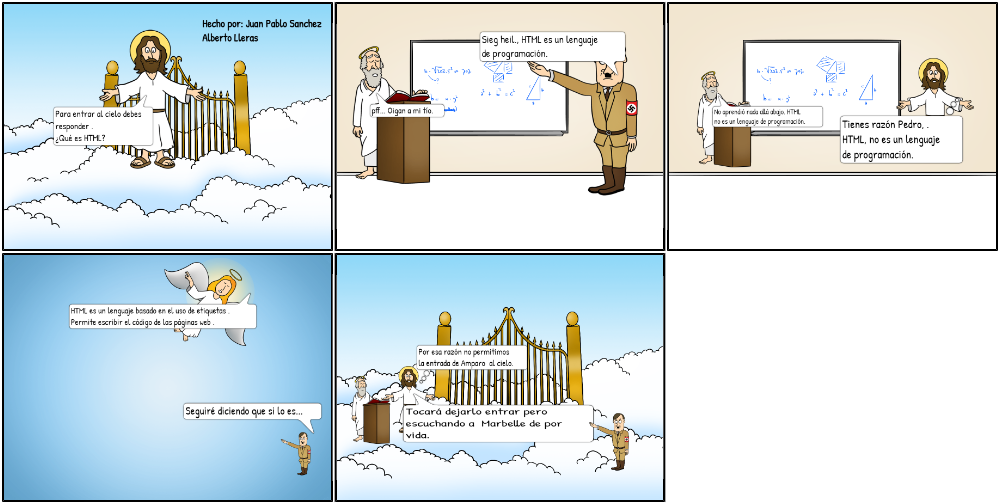 Hecho por: Juan Pablo Sanchez
Alberto Lleras
Para entrar al cielo debes
responder .
¿Qué es HTML?
Sieg heil., HTML es un lenguaje
de programación.
pff... Oigan a mi tío.
No aprendió nada allá abajo, HTML
no es un lenguaje de programación.
Tienes razón Pedro, .
HTML, no es un lenguaje
de programación.
HTML es un lenguaje basado en el uso de etiquetas .
Permite escribir el código de las páginas web .
Seguiré diciendo que si lo es...
Por esa razón no permitimos
la entrada de Amparo al cielo.
Tocará dejarlo entrar pero
escuchando a Marbelle de por
vida.